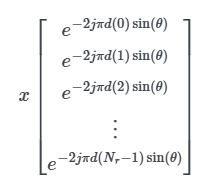 e^{-2jπd(0) sin(θ)}
e^{-2jπd(1) sin(θ)}
x e^{-2jπd(2) sin(θ)}
⋮
e^{-2jπd(N_r-1) sin(θ)}